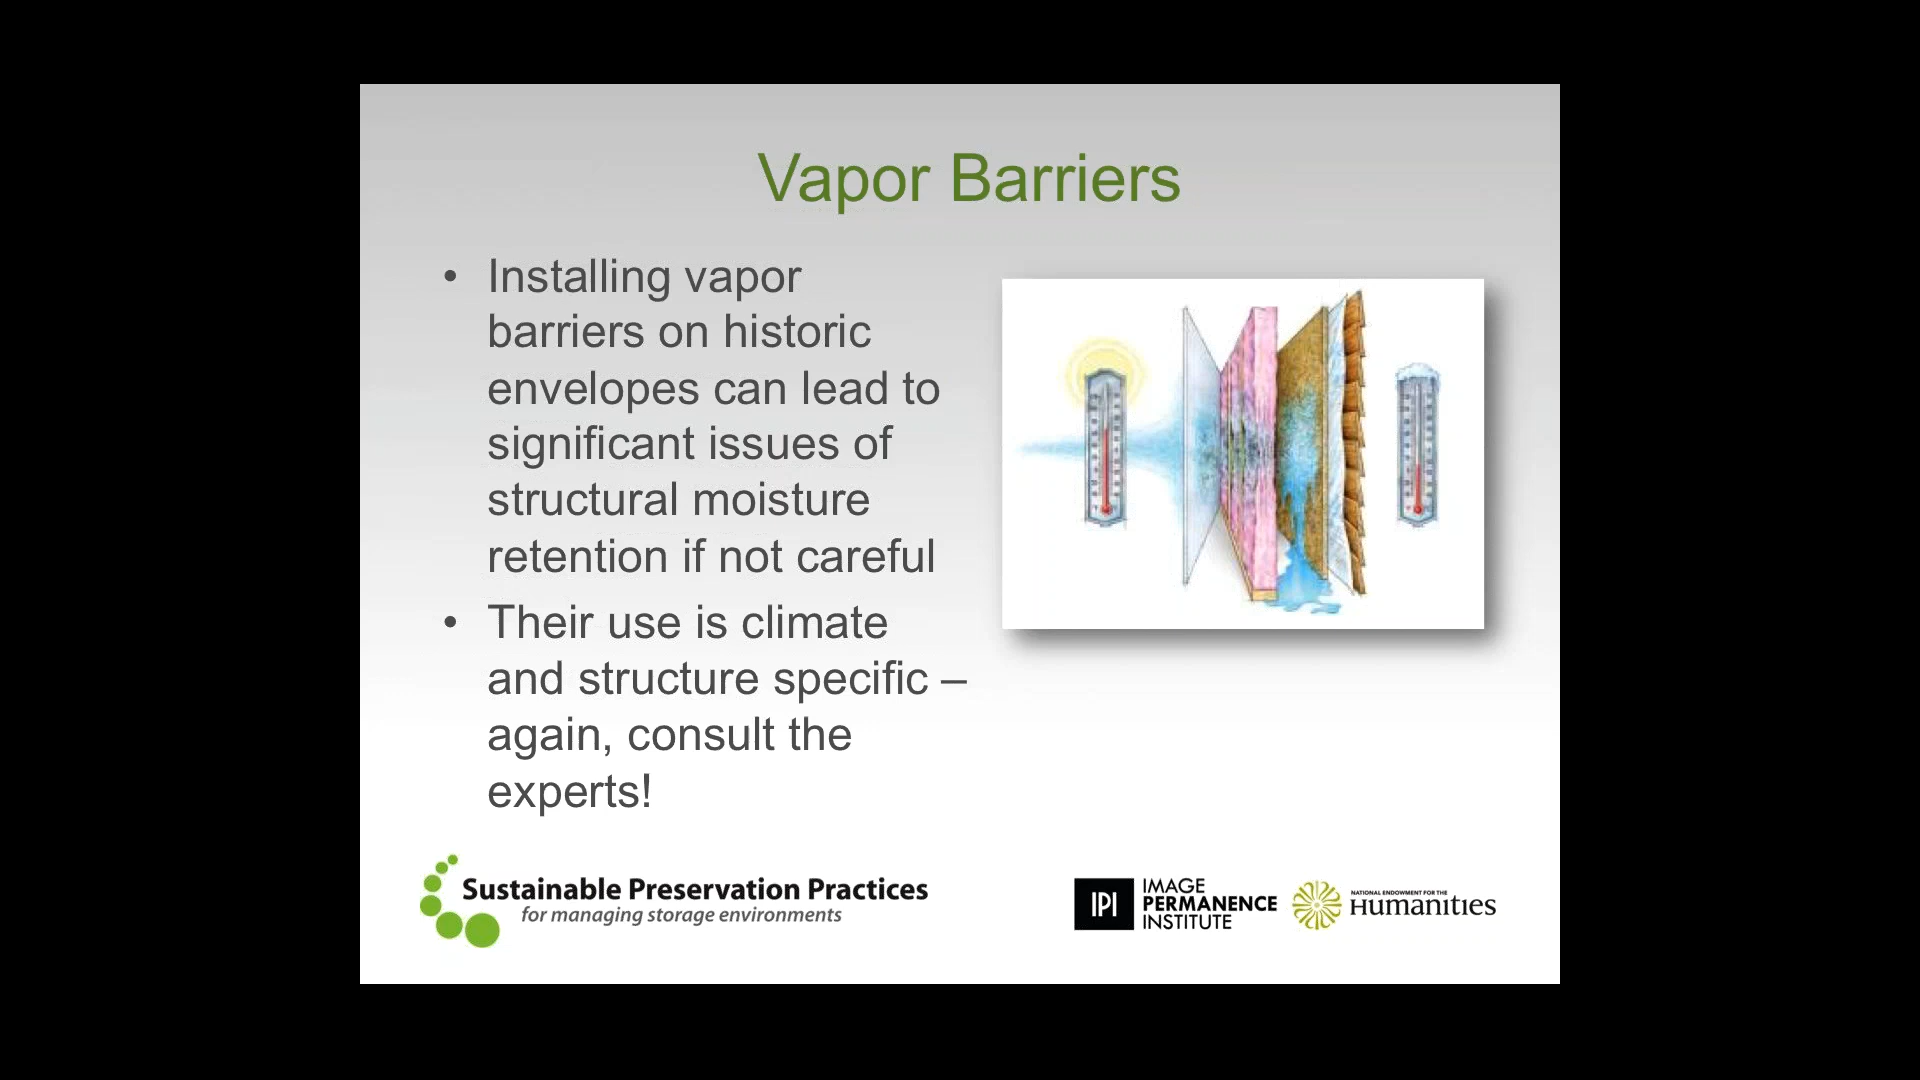 Vapor Barriers
• Installing vapor
barriers on historic
envelopes can lead to
significant issues of
structural moisture
retention if not careful
• Their use is climate
and structure specific –
again, consult the
experts!
Sustainable Preservation Practices
for managing storage environments
IPI
IMAGE
PERMANENCE
INSTITUTE
NATIONAL ENDOWMENT FOR THE
Humanities